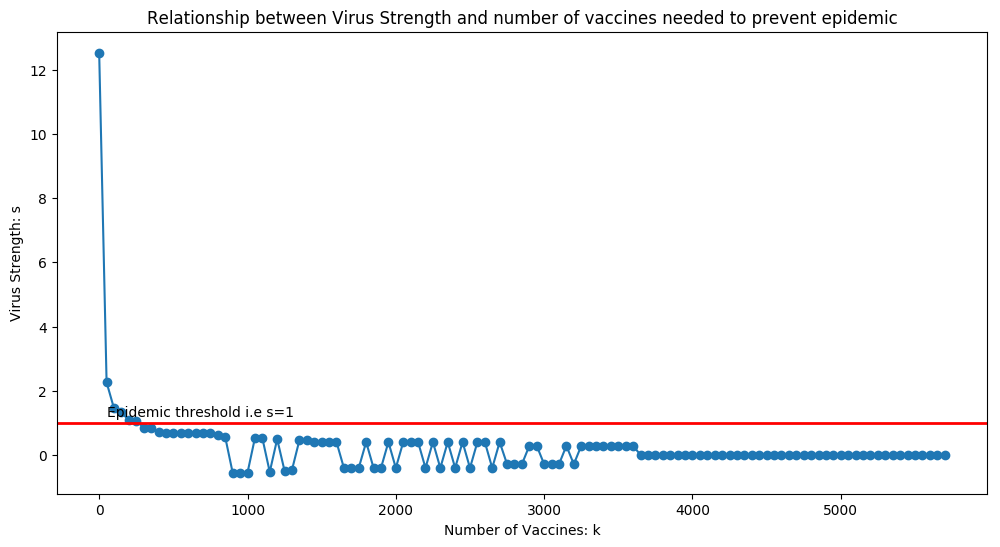 Relationship between Virus Strength and number of vaccines needed to prevent epidemic
12
10
8
6
4
2
0
Virus Strength: s
Epidemic threshold i.e s=1
0 1000 2000 3000 4000 5000
Number of Vaccines: k